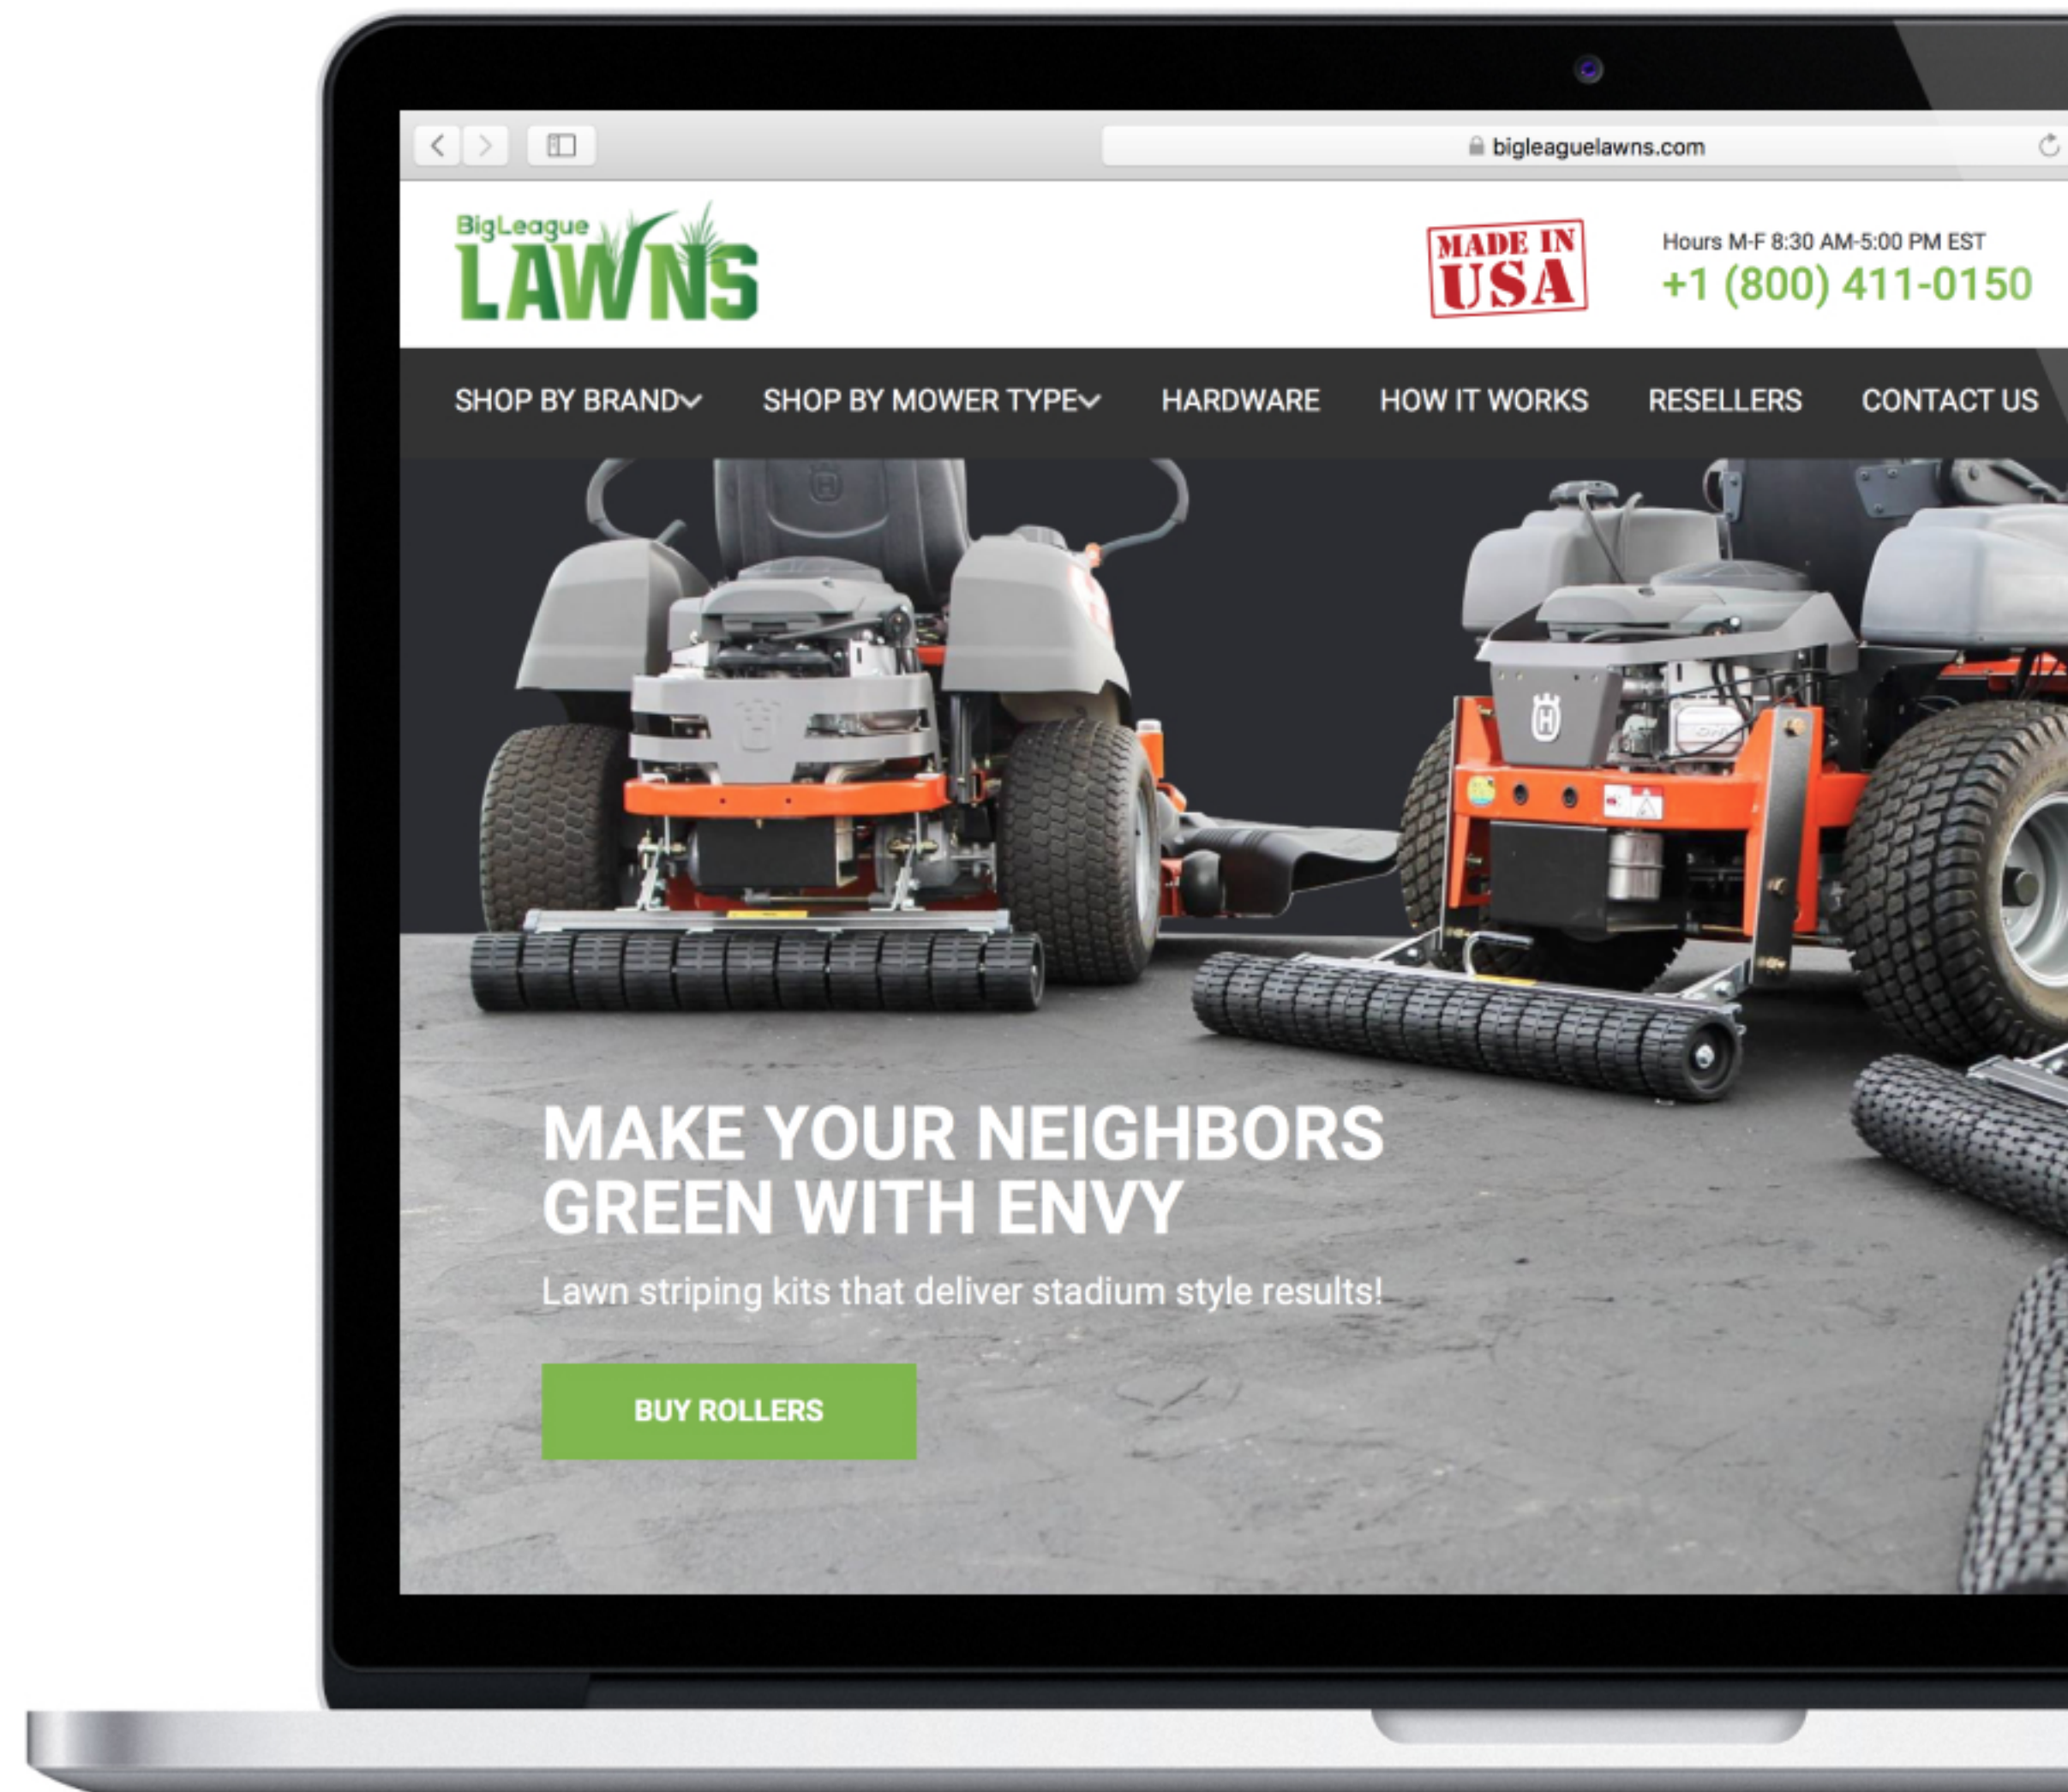 bigleaguelawns.com
BigLeague
LAWNS
MADE IN
USA
Hours M-F 8:30 AM-5:00 PM EST
+1 (800) 411-0150
SHOP BY BRAND SHOP BY MOWER TYPE HARDWARE HOW IT WORKS RESELLERS CONTACT US
H
MAKE YOUR NEIGHBORS
GREEN WITH ENVY
Lawn striping kits that deliver stadium style results!
BUY ROLLERS